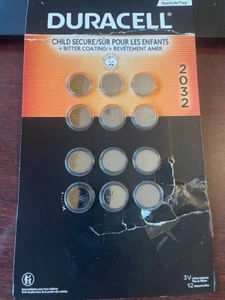 DURACELL
CHILD SECURE/SÛR POUR LES ENFANTS
+ BITTER COATING/+ REVÊTEMENT AMER
2032
3V
12